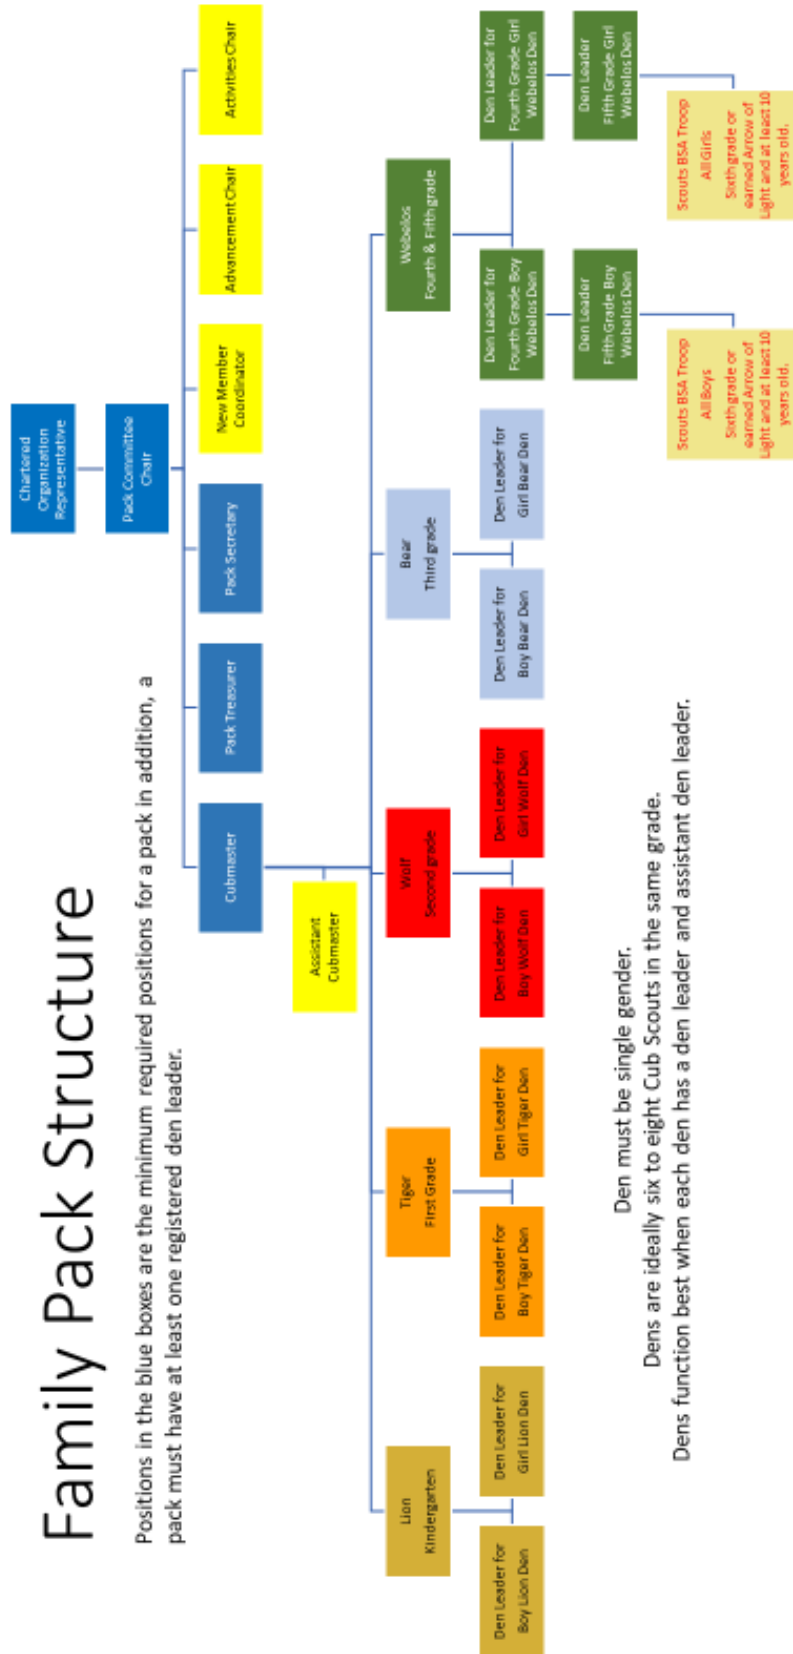 Family Pack Structure
Positions in the blue boxes are the minimum required positions for a pack in addition, a
pack must have at least one registered den leader.
Chartered
Organization
Representative
Pack Committee
Chair
Cubmaster
Pack Treasurer
Pack Secretary
New Member
Coordinator
Advancement Chair
Activities Chair
Assistant
Cubmaster
Lion
Kindergarten
Tiger
First Grade
Wolf
Second grade
Bear
Third grade
Webelos
Fourth & Fifth grade
Den Leader for
Boy Lion Den
Den Leader for
Girl Lion Den
Den Leader for
Boy Tiger Den
Den Leader for
Girl Tiger Den
Den Leader for
Boy Wolf Den
Den Leader for
Girl Wolf Den
Den Leader for
Boy Bear Den
Den Leader for
Girl Bear Den
Den Leader for
Fourth Grade Boy
Webelos Den
Den Leader for
Fourth Grade Girl
Webelos Den
Den Leader
Fifth Grade Boy
Webelos Den
Den Leader
Fifth Grade Girl
Webelos Den
Scouts BSA Troop
All Boys
Sixth grade or
earned Arrow of
Light and at least 10
years old.
Scouts BSA Troop
All Girls
Sixth grade or
earned Arrow of
Light and at least 10
years old.
Den must be single gender.
Dens are ideally six to eight Cub Scouts in the same grade.
Dens function best when each den has a den leader and assistant den leader.